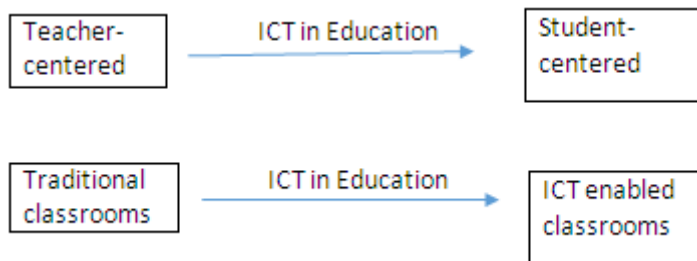 Teacher-
centered
ICT in Education
Student-
centered
Traditional
classrooms
ICT in Education
ICT enabled
classrooms